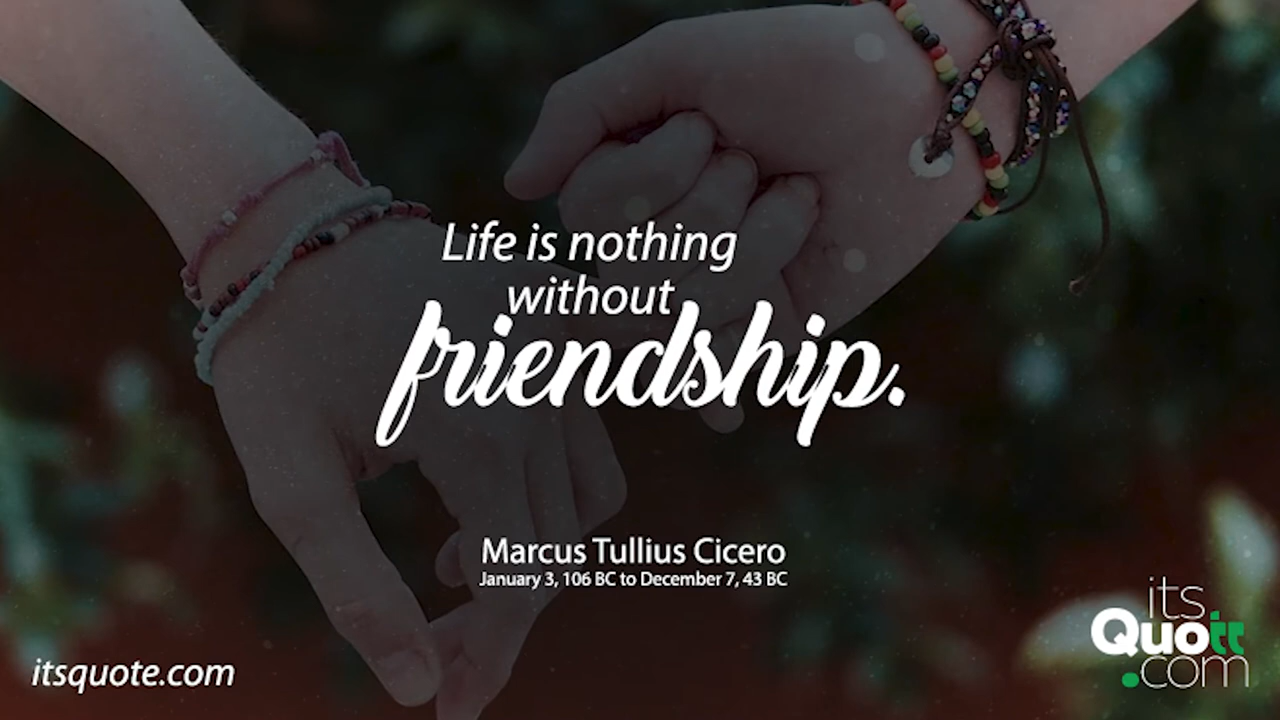 Life is nothing
without
friendship.
Marcus Tullius Cicero
January 3, 106 BC to December 7, 43 BC
itsquote.com
its
Quott
.com